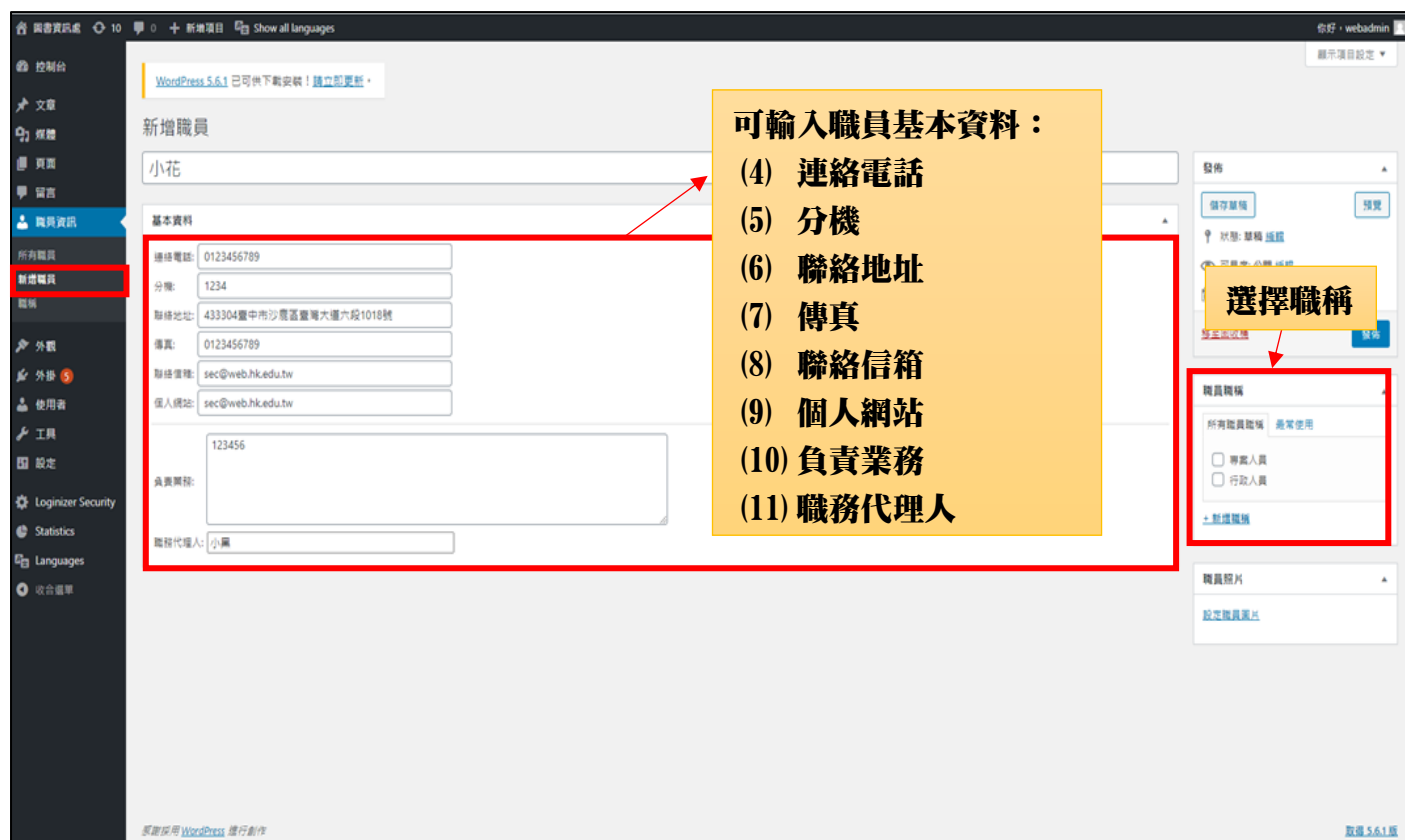 圖書資訊處 10 0 新增項目 Show all languages 你好，webadmin
顯示項目設定
控制台
WordPress 5.6.1 已可供下載安裝！請立即更新。
文章
媒體
頁面
留言
職員資訊
所有職員
新增職員
職稱
外觀
外掛 5
使用者
工具
設定
Loginizer Security
Statistics
Languages
收合選單
新增職員
小花
基本資料
連絡電話: 0123456789
分機: 1234
聯絡地址: 433304臺中市沙鹿區臺灣大道六段1018號
傳真: 0123456789
聯絡信箱: sec@web.hk.edu.tw
個人網站: sec@web.hk.edu.tw
負責業務: 123456
職務代理人: 小黑
可輸入職員基本資料：
(4) 連絡電話
(5) 分機
(6) 聯絡地址
(7) 傳真
(8) 聯絡信箱
(9) 個人網站
(10) 負責業務
(11) 職務代理人
發佈
儲存草稿 預覽
狀態: 草稿 編輯
選擇職稱
移至回收桶 發佈
職員職稱
所有職員職稱 最常使用
專案人員
行政人員
+ 新增職稱
職員照片
設定職員圖片
感謝採用 WordPress 進行創作
取得 5.6.1 版